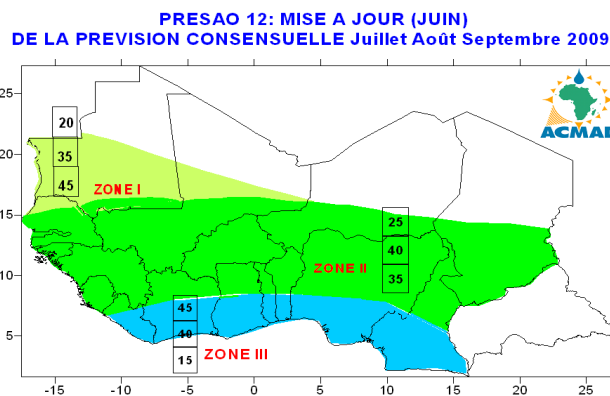 PRESAO 12: MISE A JOUR (JUIN)
DE LA PREVISION CONSENSUELLE Juillet Août Septembre 2009
25
20
15
10
5
20
35
45
ZONE I
25
40
35
ZONE II
45
40
15
ZONE III
ACMAD
-15 -10 -5 0 5 10 15 20 25